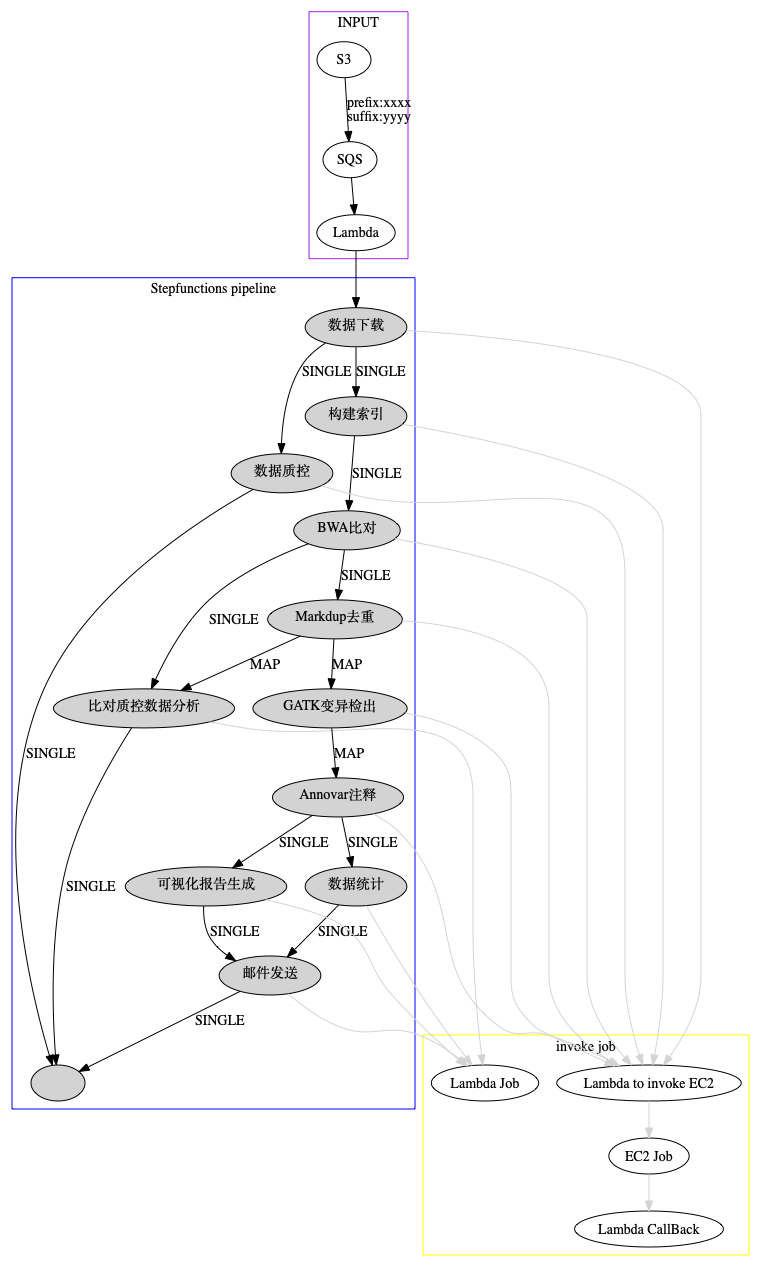 INPUT
S3
prefix:xxxx
suffix:yyyy
SQS
Lambda
Stepfunctions pipeline
数据下载
SINGLE
SINGLE
构建索引
数据质控
SINGLE
BWA比对
SINGLE
SINGLE
Markdup去重
MAP
MAP
比对质控数据分析
GATK变异检出
SINGLE
MAP
Annovar注释
SINGLE
SINGLE
SINGLE
可视化报告生成
数据统计
SINGLE
SINGLE
邮件发送
SINGLE
invoke job
Lambda Job
Lambda to invoke EC2
EC2 Job
Lambda CallBack